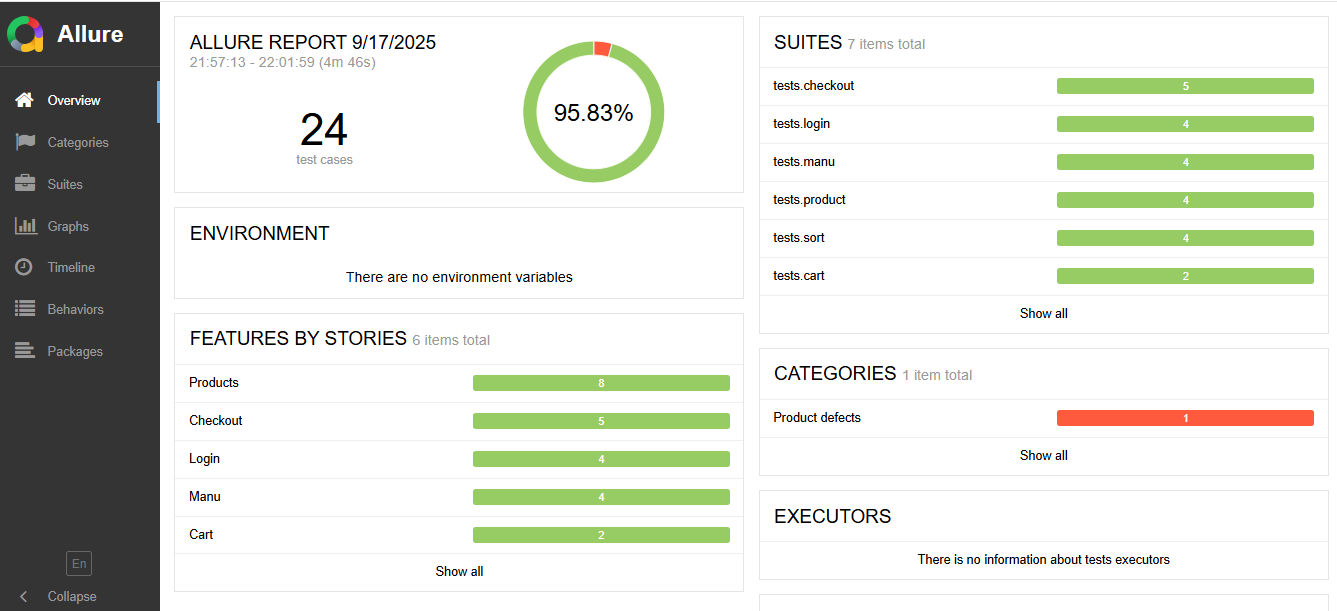 Allure
Overview
Categories
Suites
Graphs
Timeline
Behaviors
Packages
En
Collapse
ALLURE REPORT 9/17/2025
21:57:13 - 22:01:59 (4m 46s)
24
test cases
95.83%
ENVIRONMENT
There are no environment variables
FEATURES BY STORIES 6 items total
Products 8
Checkout 5
Login 4
Manu 4
Cart 2
Show all
SUITES 7 items total
tests.checkout 5
tests.login 4
tests.manu 4
tests.product 4
tests.sort 4
tests.cart 2
Show all
CATEGORIES 1 item total
Product defects 1
Show all
EXECUTORS
There is no information about tests executors